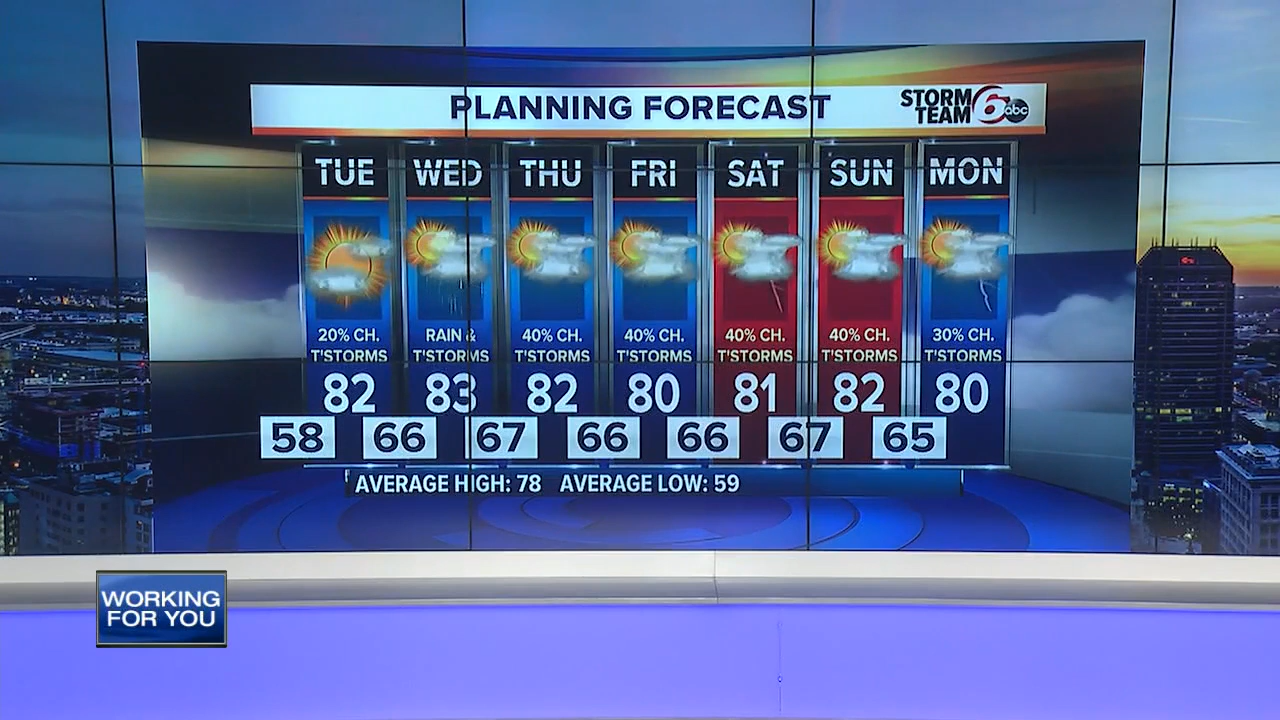 PLANNING FORECAST
STORM TEAM 6 abc
TUE WED THU FRI SAT SUN MON
20% CH. RAIN & 40% CH. 40% CH. 40% CH. 40% CH. 30% CH.
T'STORMS T'STORMS T'STORMS T'STORMS T'STORMS T'STORMS T'STORMS
82 83 82 80 81 82 80
58 66 67 66 66 67 65
AVERAGE HIGH: 78 AVERAGE LOW: 59
WORKING
FOR YOU